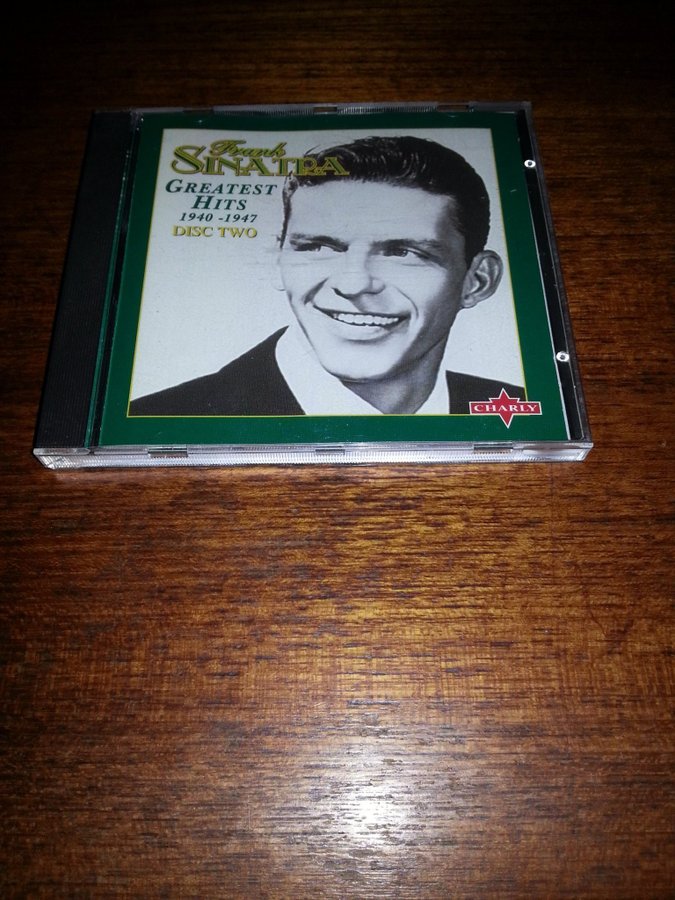 Frank
SINATRA
GREATEST
HITS
1940 -1947
DISC TWO
CHARLY